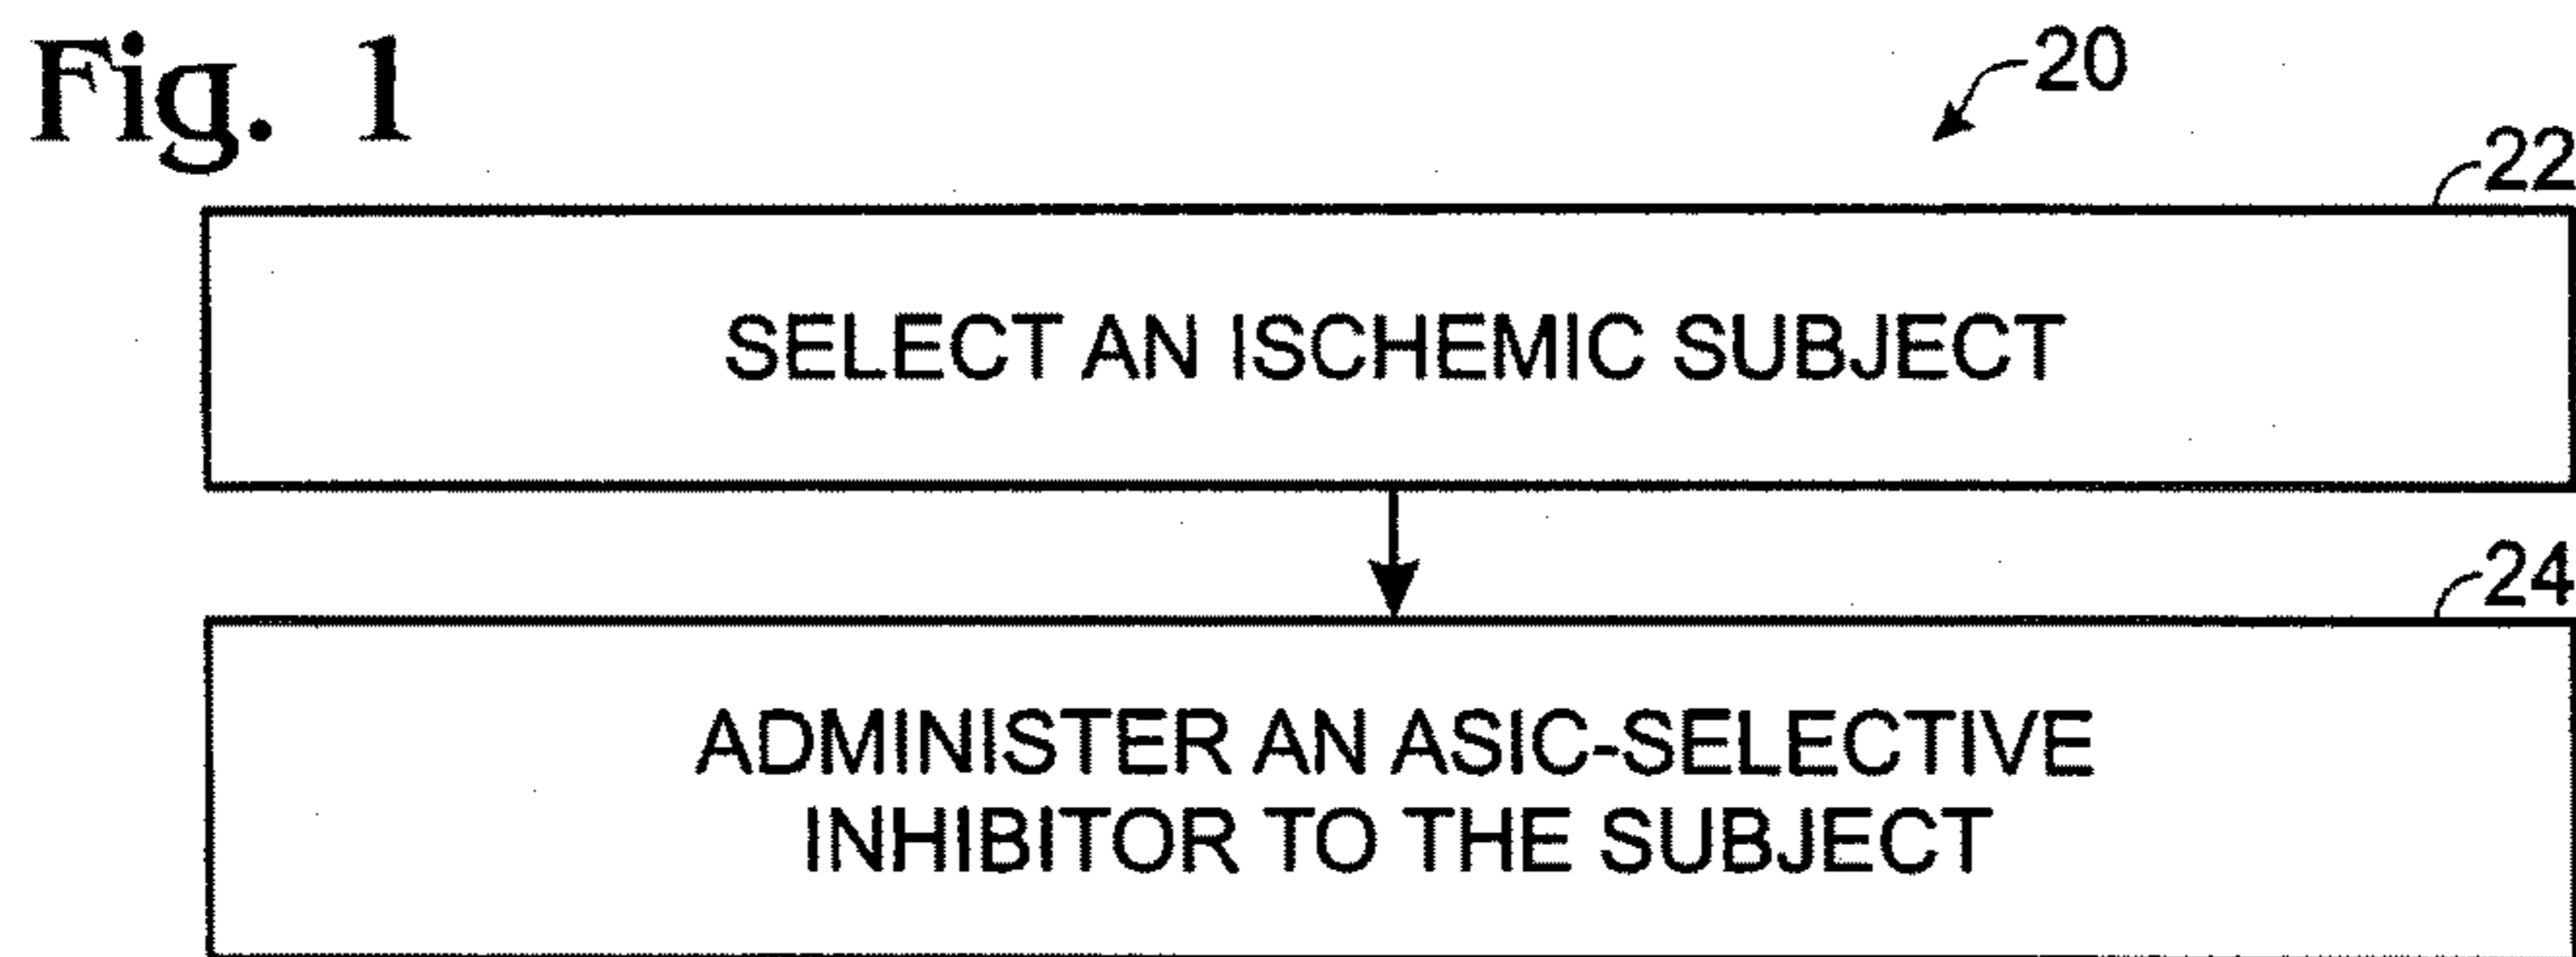 Fig. 1
20
22
SELECT AN ISCHEMIC SUBJECT
24
ADMINISTER AN ASIC-SELECTIVE
INHIBITOR TO THE SUBJECT